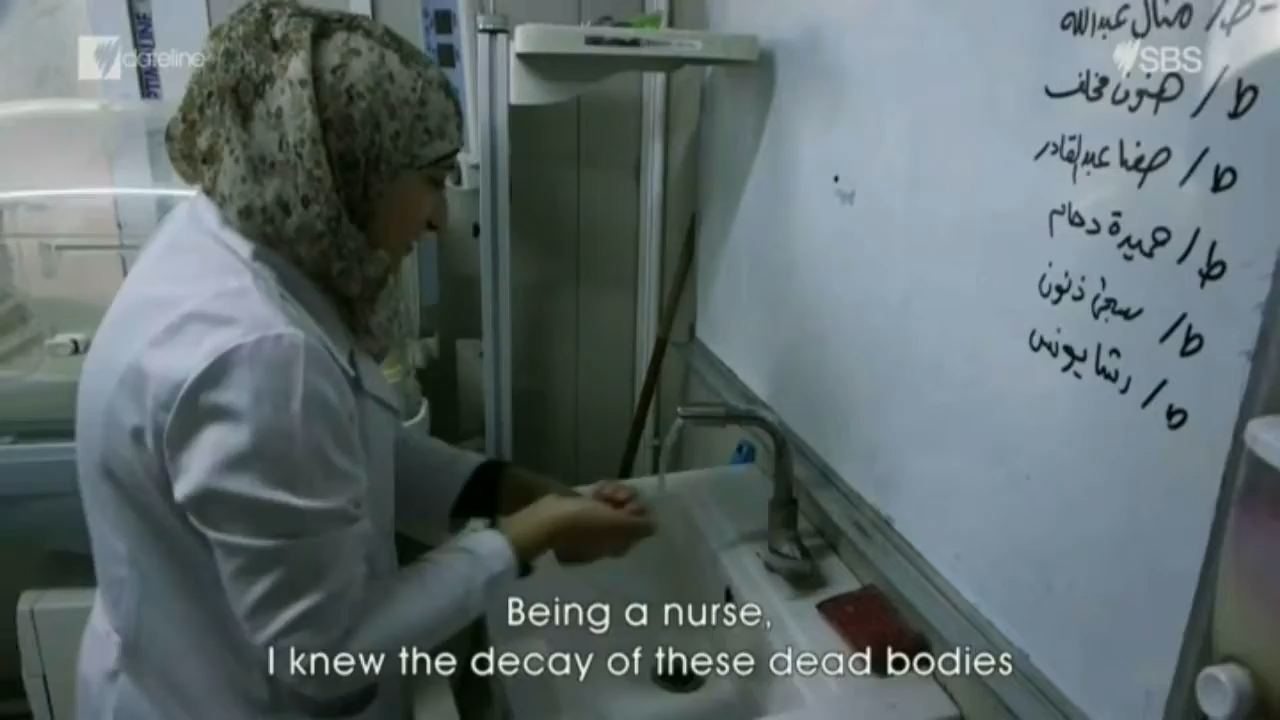 dateline
SBS
ط/ منال عبدالله
ط/ هنون مخلف
ط/ صفا عبدالقادر
ط/ حميدة دحام
ط/ سجى ذنون
ط/ رشا يونس
Being a nurse,
I knew the decay of these dead bodies